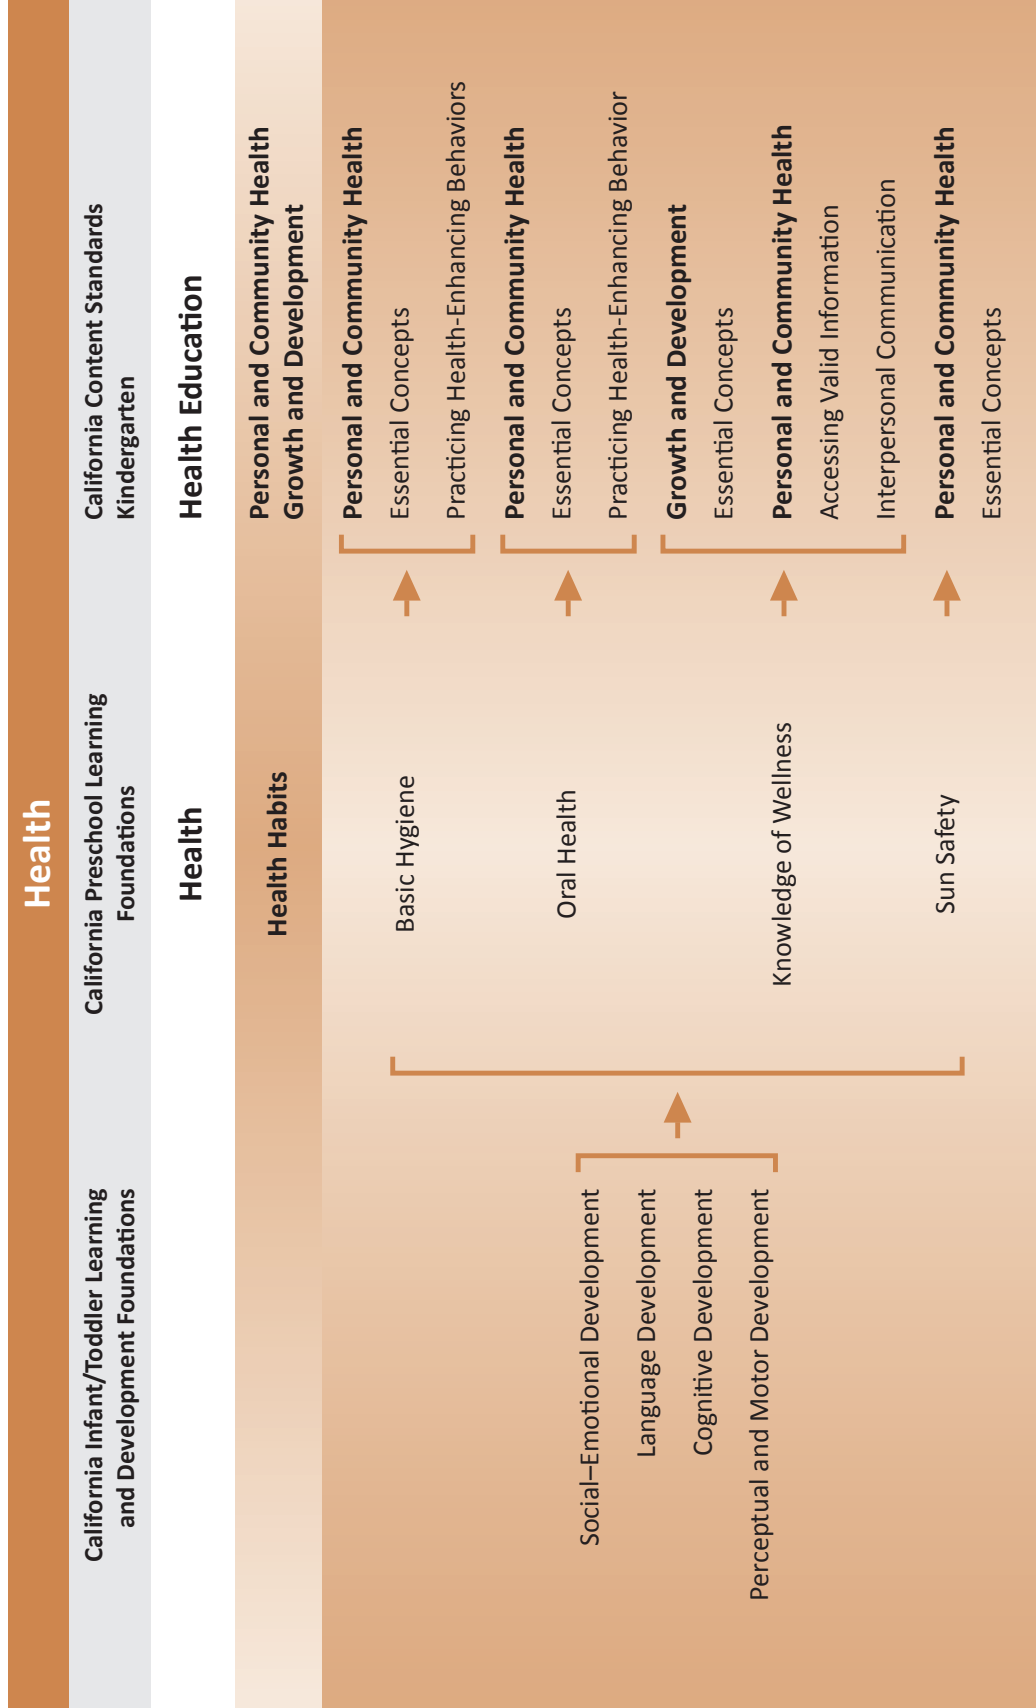 Health
California Infant/Toddler Learning
and Development Foundations
California Preschool Learning
Foundations
California Content Standards
Kindergarten
Health
Health Education
Health Habits
Personal and Community Health
Growth and Development
Social–Emotional Development
Language Development
Cognitive Development
Perceptual and Motor Development
Basic Hygiene
Personal and Community Health
Essential Concepts
Practicing Health-Enhancing Behaviors
Oral Health
Personal and Community Health
Essential Concepts
Practicing Health-Enhancing Behavior
Knowledge of Wellness
Growth and Development
Essential Concepts
Personal and Community Health
Accessing Valid Information
Interpersonal Communication
Sun Safety
Personal and Community Health
Essential Concepts